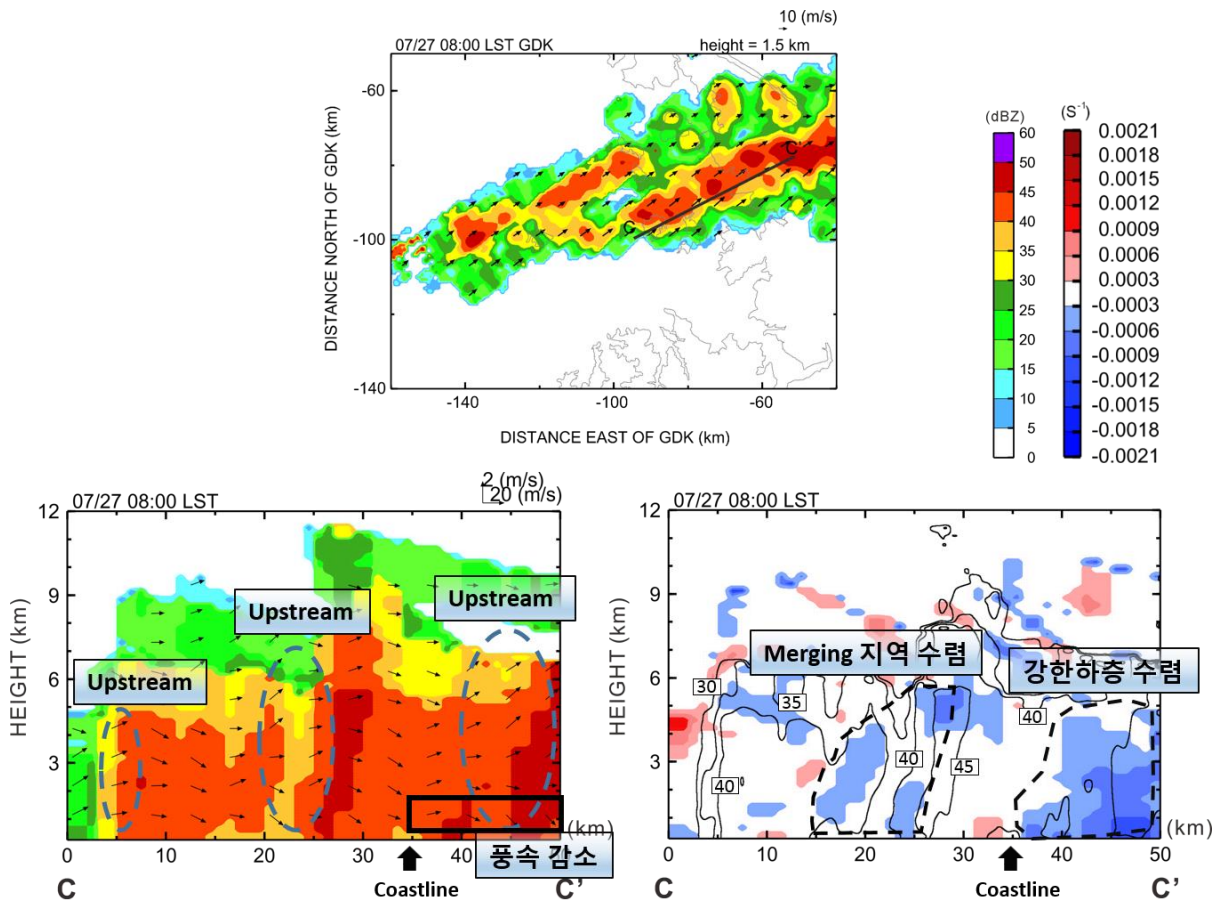 10 (m/s)
07/27 08:00 LST GDK
height = 1.5 km
DISTANCE NORTH OF GDK (km)
-60
-100
-140
C
C'
-140
-100
-60
DISTANCE EAST OF GDK (km)
(dBZ)
60
50
45
40
35
30
25
20
15
10
5
0
(S⁻¹)
0.0021
0.0018
0.0015
0.0012
0.0009
0.0006
0.0003
-0.0003
-0.0006
-0.0009
-0.0012
-0.0015
-0.0018
-0.0021
07/27 08:00 LST
2 (m/s)
20 (m/s)
HEIGHT (km)
12
9
6
3
Upstream
Upstream
Upstream
(km)
0
10
20
30
40
풍속 감소
C
Coastline
C’
07/27 08:00 LST
HEIGHT (km)
12
9
6
3
Merging 지역 수렴
강한하층 수렴
30
35
40
40
45
40
(km)
0
10
20
30
40
50
C
Coastline
C’